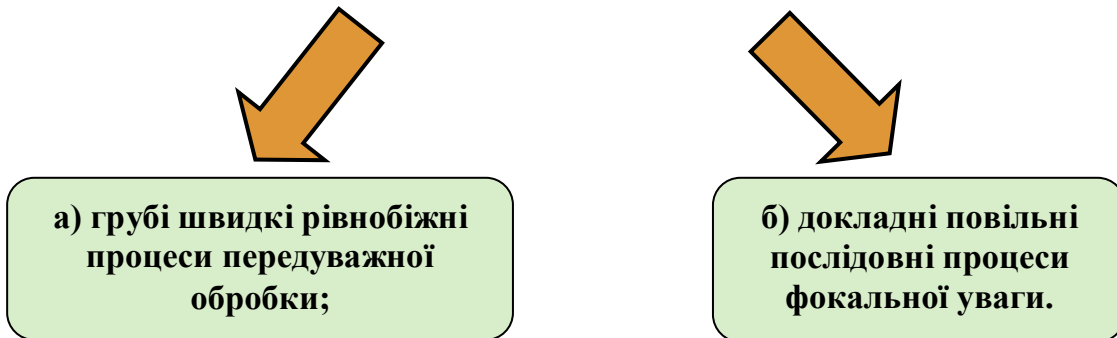 а) грубі швидкі рівнобіжні
процеси передуважної
обробки;
б) докладні повільні
послідовні процеси
фокальної уваги.